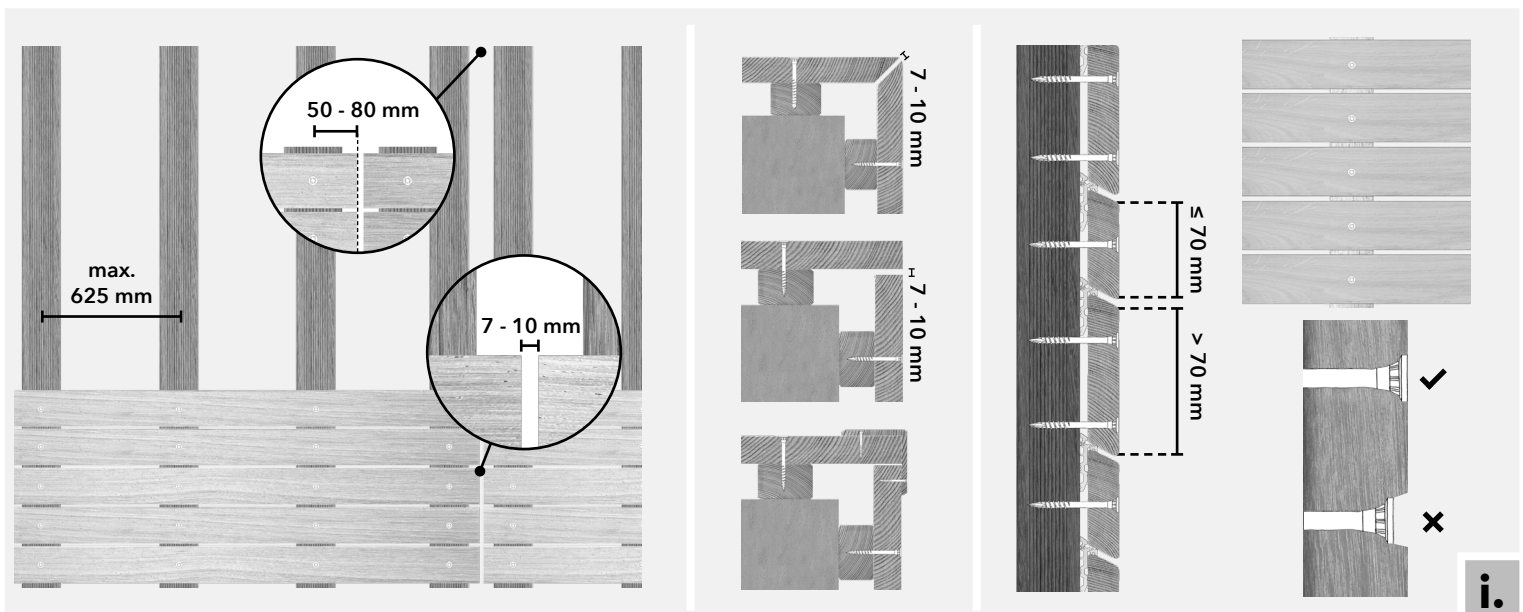 50 - 80 mm
max.
625 mm
7 - 10 mm
7 - 10 mm
7 - 10 mm
≤ 70 mm
> 70 mm
i.